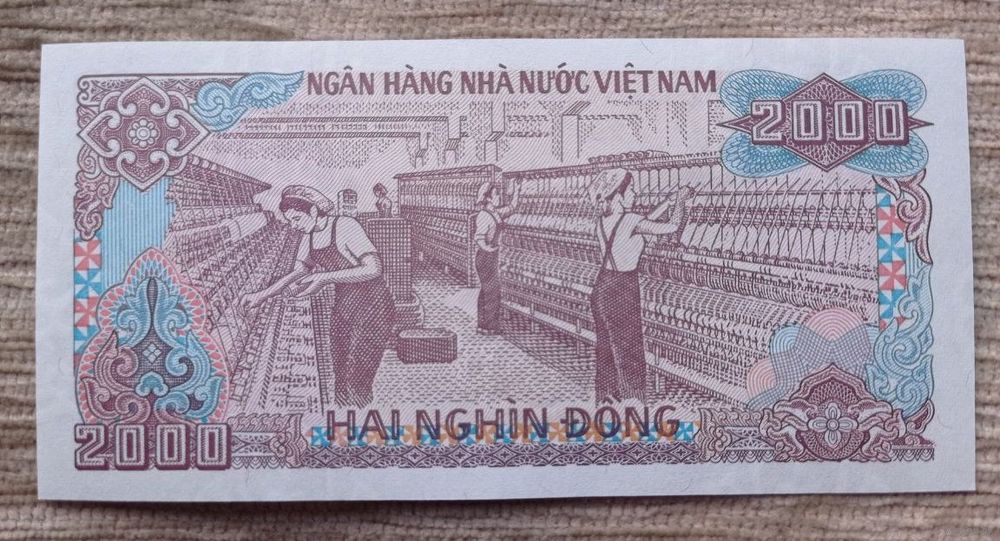 NGÂN HÀNG NHÀ NƯỚC VIỆT NAM
2000
HAI NGHÌN ĐỒNG
2000